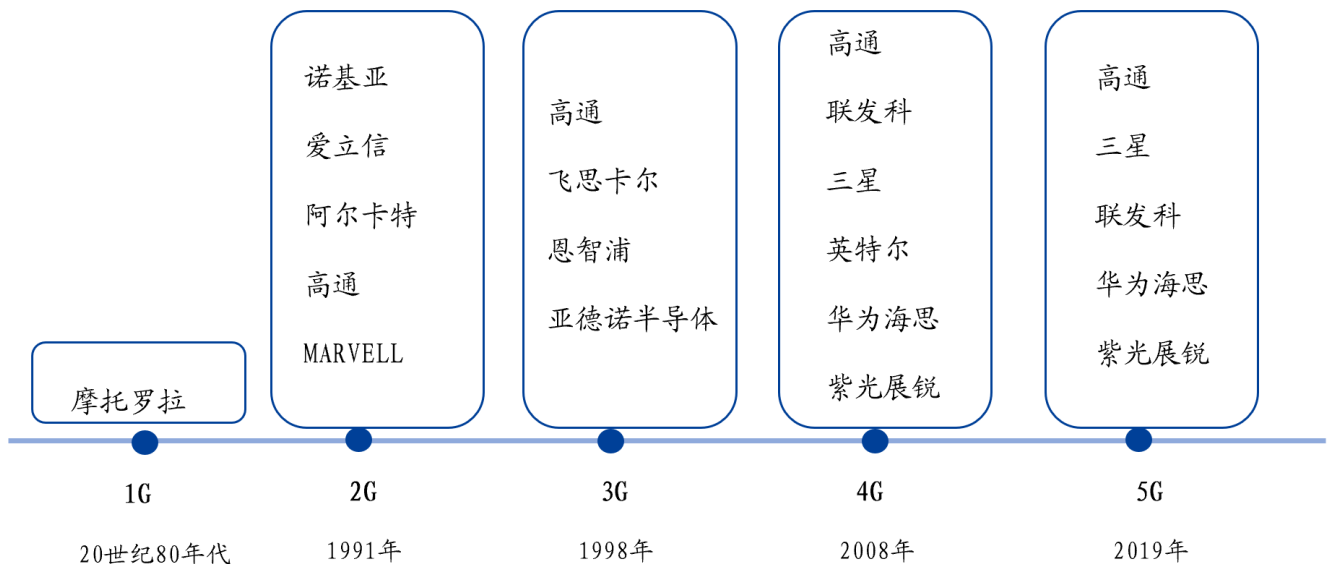 摩托罗拉
1G
20世纪80年代
诺基亚
爱立信
阿尔卡特
高通
MARVELL
2G
1991年
高通
飞思卡尔
恩智浦
亚德诺半导体
3G
1998年
高通
联发科
三星
英特尔
华为海思
紫光展锐
4G
2008年
高通
三星
联发科
华为海思
紫光展锐
5G
2019年